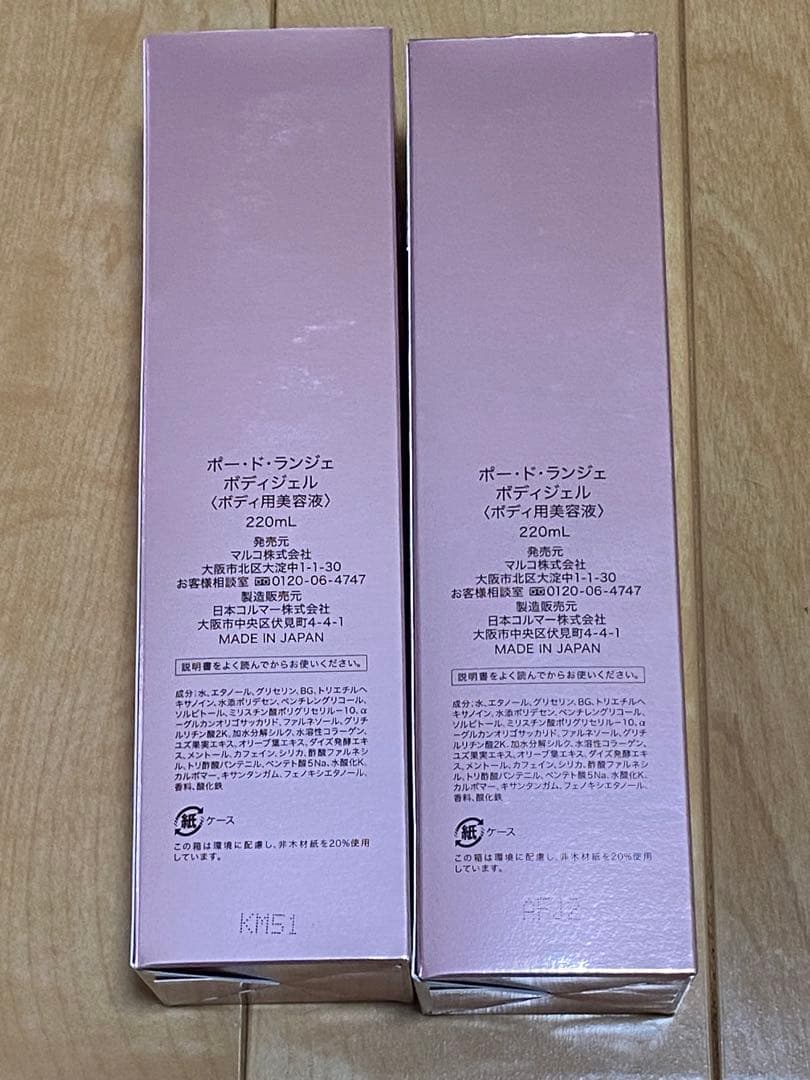 ポー・ド・ランジェ
ボディジェル
〈ボディ用美容液〉
220mL
発売元
マルコ株式会社
大阪市北区大淀中1-1-30
お客様相談室 0120-06-4747
製造販売元
日本コルマー株式会社
大阪市中央区伏見町4-4-1
MADE IN JAPAN
説明書をよく読んでからお使いください。
成分:水、エタノール、グリセリン、BG、トリエチルヘ
キサノイン、水添ポリデセン、ペンチレングリコール、
ソルビトール、ミリスチン酸ポリグリセリル-10、α
-グルカンオリゴサッカリド、ファルネソール、グリチ
ルリチン酸2K、加水分解シルク、水溶性コラーゲン、
ユズ果実エキス、オリーブ葉エキス、ダイズ発酵エキ
ス、メントール、カフェイン、シリカ、酢酸ファルネシ
ル、トリ酢酸パンテニル、ペンテト酸5Na、水酸化K、
カルボマー、キサンタンガム、フェノキシエタノール、
香料、酸化鉄
紙 ケース
この箱は環境に配慮し、非木材紙を20%使用
しています。
KM51
ポー・ド・ランジェ
ボディジェル
〈ボディ用美容液〉
220mL
発売元
マルコ株式会社
大阪市北区大淀中1-1-30
お客様相談室 0120-06-4747
製造販売元
日本コルマー株式会社
大阪市中央区伏見町4-4-1
MADE IN JAPAN
説明書をよく読んでからお使いください。
成分:水、エタノール、グリセリン、BG、トリエチルヘ
キサノイン、水添ポリデセン、ペンチレングリコール、
ソルビトール、ミリスチン酸ポリグリセリル-10、α
-グルカンオリゴサッカリド、ファルネソール、グリチ
ルリチン酸2K、加水分解シルク、水溶性コラーゲン、
ユズ果実エキス、オリーブ葉エキス、ダイズ発酵エキ
ス、メントール、カフェイン、シリカ、酢酸ファルネシ
ル、トリ酢酸パンテニル、ペンテト酸5Na、水酸化K、
カルボマー、キサンタンガム、フェノキシエタノール、
香料、酸化鉄
紙 ケース
この箱は環境に配慮し、非木材紙を20%使用
しています。
AFJ2